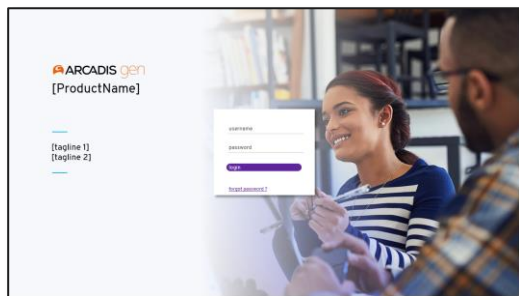 ARCADIS gen
[ProductName]
[tagline 1]
[tagline 2]
username
password
login
forgot password ?